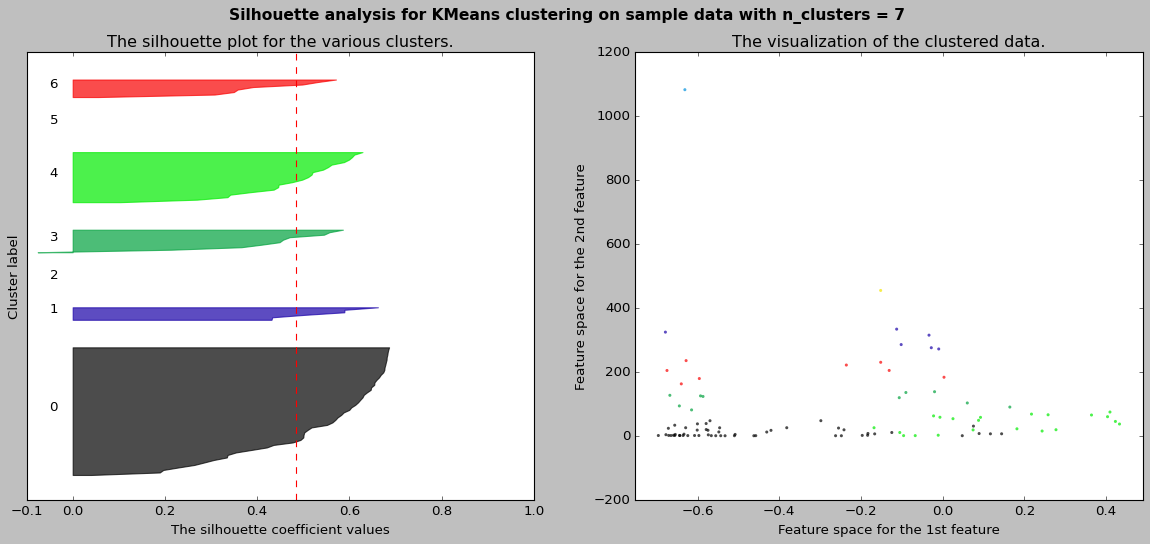 Silhouette analysis for KMeans clustering on sample data with n_clusters = 7
The silhouette plot for the various clusters.
6
5
4
3
2
1
0
Cluster label
−0.1 0.0 0.2 0.4 0.6 0.8 1.0
The silhouette coefficient values
The visualization of the clustered data.
1200
1000
800
600
400
200
0
−200
Feature space for the 2nd feature
−0.6 −0.4 −0.2 0.0 0.2 0.4
Feature space for the 1st feature